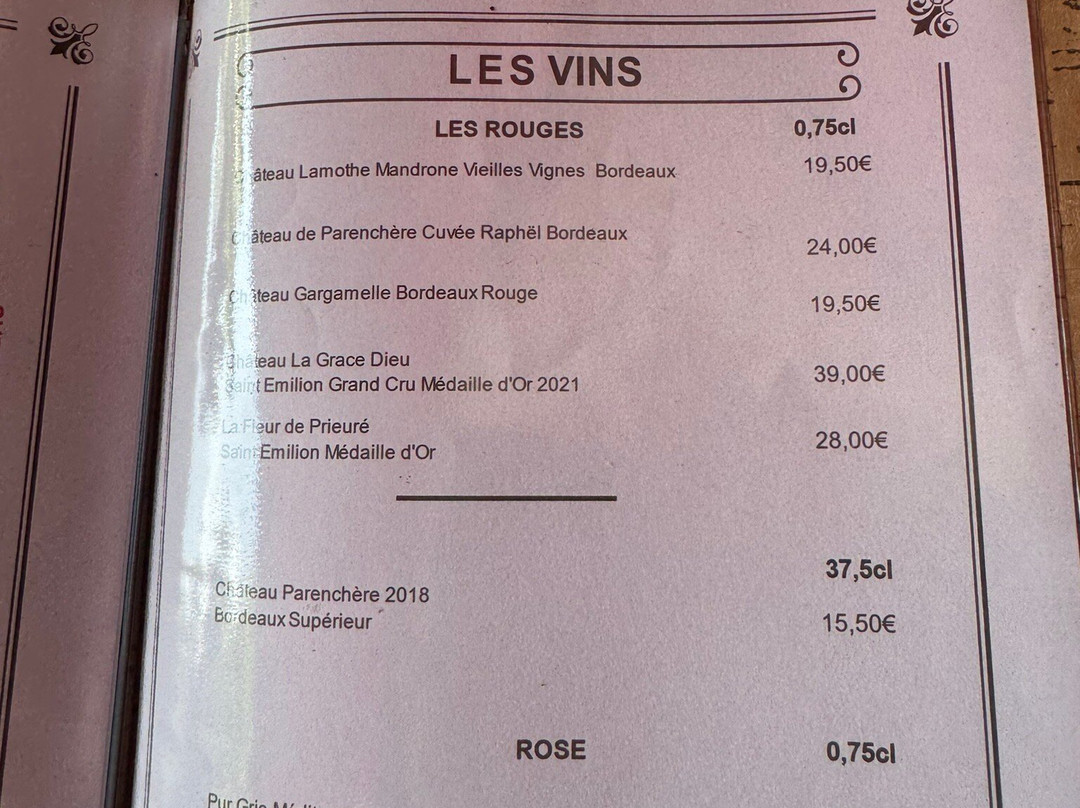 LES VINS
LES ROUGES 0,75cl
Château Lamothe Mandrone Vieilles Vignes Bordeaux 19,50€
Château de Parenchère Cuvée Raphël Bordeaux 24,00€
Château Gargamelle Bordeaux Rouge 19,50€
Château La Grace Dieu
Saint Emilion Grand Cru Médaille d'Or 2021 39,00€
La Fleur de Prieuré
Saint Emilion Médaille d'Or 28,00€
37,5cl
Château Parenchère 2018
Bordeaux Supérieur 15,50€
ROSE 0,75cl
Pur Gris